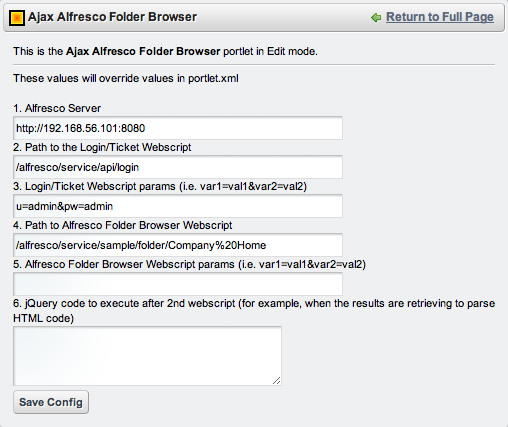 Ajax Alfresco Folder Browser
Return to Full Page
This is the Ajax Alfresco Folder Browser portlet in Edit mode.
These values will override values in portlet.xml
1. Alfresco Server
http://192.168.56.101:8080
2. Path to the Login/Ticket Webscript
/alfresco/service/api/login
3. Login/Ticket Webscript params (i.e. var1=val1&var2=val2)
u=admin&pw=admin
4. Path to Alfresco Folder Browser Webscript
/alfresco/service/sample/folder/Company%20Home
5. Alfresco Folder Browser Webscript params (i.e. var1=val1&var2=val2)
6. jQuery code to execute after 2nd webscript (for example, when the results are retrieving to parse
HTML code)
Save Config